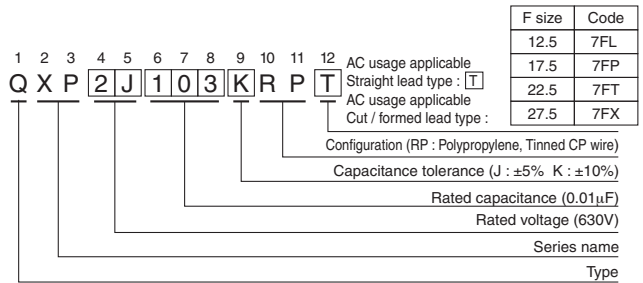 F size Code
12.5 7FL
17.5 7FP
22.5 7FT
27.5 7FX
1 2 3 4 5 6 7 8 9 10 11 12
Q X P 2 J 1 0 3 K R P T
AC usage applicable
Straight lead type : T
AC usage applicable
Cut / formed lead type :
Configuration (RP : Polypropylene, Tinned CP wire)
Capacitance tolerance (J : ±5% K : ±10%)
Rated capacitance (0.01μF)
Rated voltage (630V)
Series name
Type